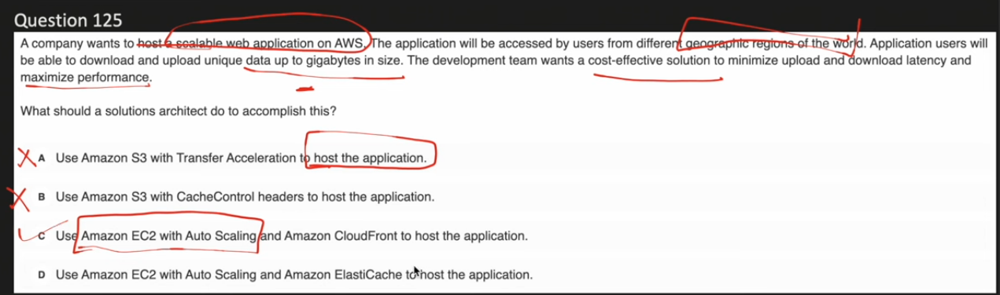 Question 125
A company wants to host a scalable web application on AWS. The application will be accessed by users from different geographic regions of the world. Application users will
be able to download and upload unique data up to gigabytes in size. The development team wants a cost-effective solution to minimize upload and download latency and
maximize performance.
What should a solutions architect do to accomplish this?
A Use Amazon S3 with Transfer Acceleration to host the application.
B Use Amazon S3 with CacheControl headers to host the application.
C Use Amazon EC2 with Auto Scaling and Amazon CloudFront to host the application.
D Use Amazon EC2 with Auto Scaling and Amazon ElastiCache to host the application.